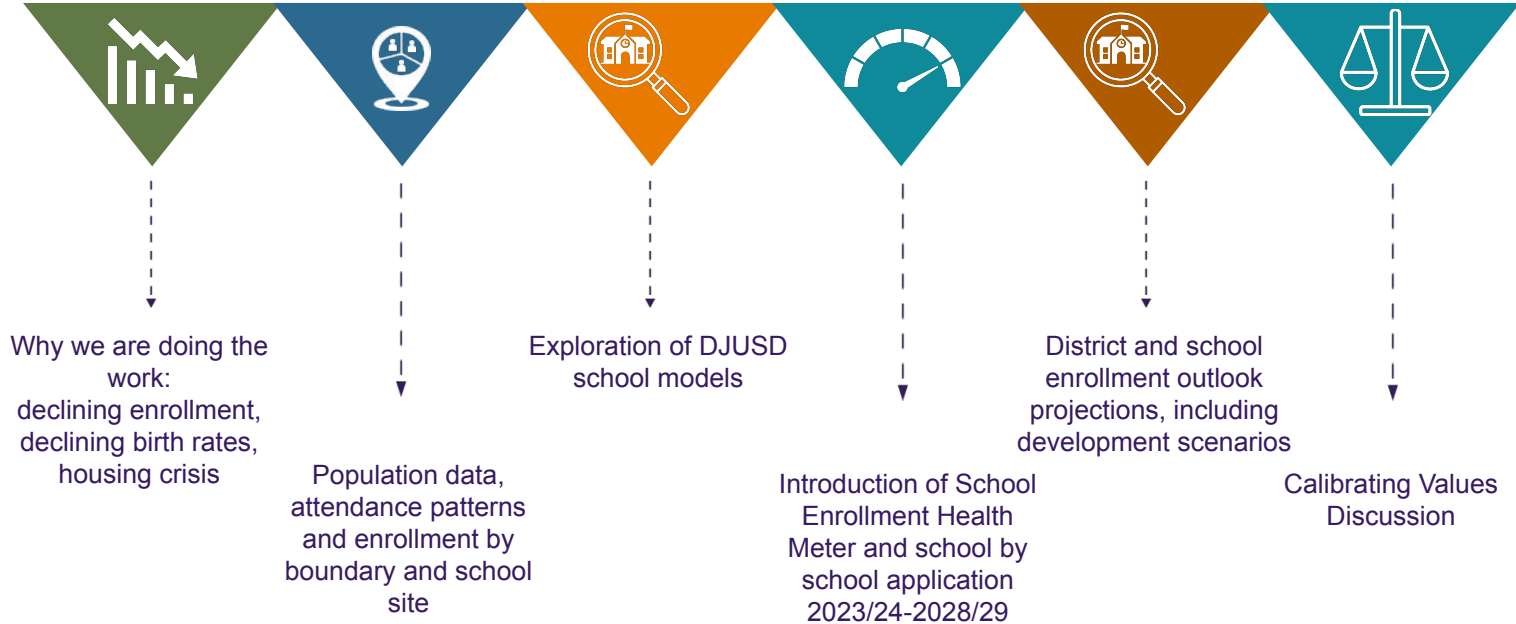 Why we are doing the
work:
declining enrollment,
declining birth rates,
housing crisis
Population data,
attendance patterns
and enrollment by
boundary and school
site
Exploration of DJUSD
school models
Introduction of School
Enrollment Health
Meter and school by
school application
2023/24-2028/29
District and school
enrollment outlook
projections, including
development scenarios
Calibrating Values
Discussion